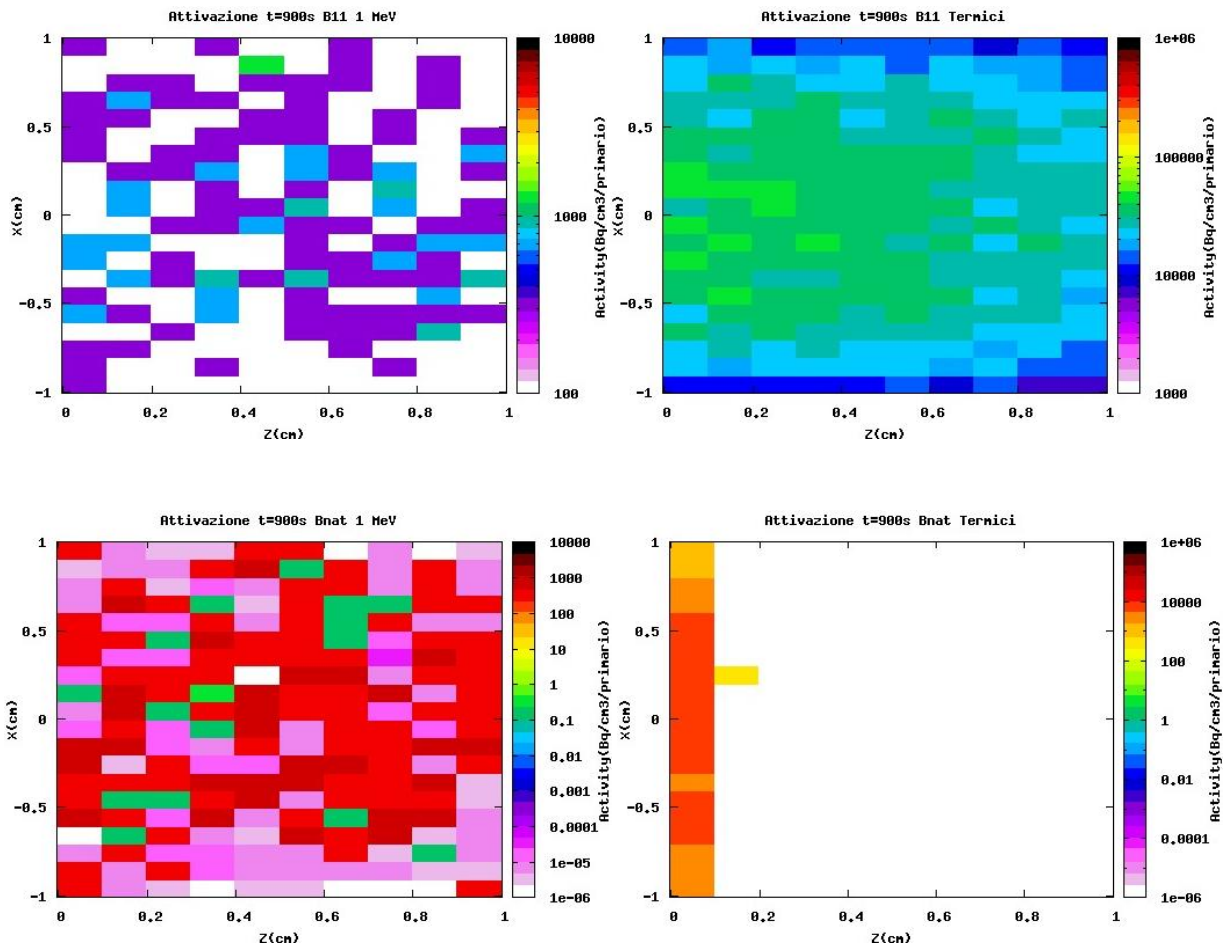 Attivazione t=900s B11 1 MeV
1
0.5
0
-0.5
-1
X(cm)
0 0.2 0.4 0.6 0.8 1
Z(cm)
10000
1000
100
Activity(Bq/cm3/primario)
Attivazione t=900s B11 Termici
1
0.5
0
-0.5
-1
X(cm)
0 0.2 0.4 0.6 0.8 1
Z(cm)
1e+06
100000
10000
1000
Activity(Bq/cm3/primario)
Attivazione t=900s Bnat 1 MeV
1
0.5
0
-0.5
-1
X(cm)
0 0.2 0.4 0.6 0.8 1
Z(cm)
10000
1000
100
10
1
0.1
0.01
0.001
0.0001
1e-05
1e-06
Activity(Bq/cm3/primario)
Attivazione t=900s Bnat Termici
1
0.5
0
-0.5
-1
X(cm)
0 0.2 0.4 0.6 0.8 1
Z(cm)
1e+06
10000
100
1
0.01
0.0001
1e-06
Activity(Bq/cm3/primario)